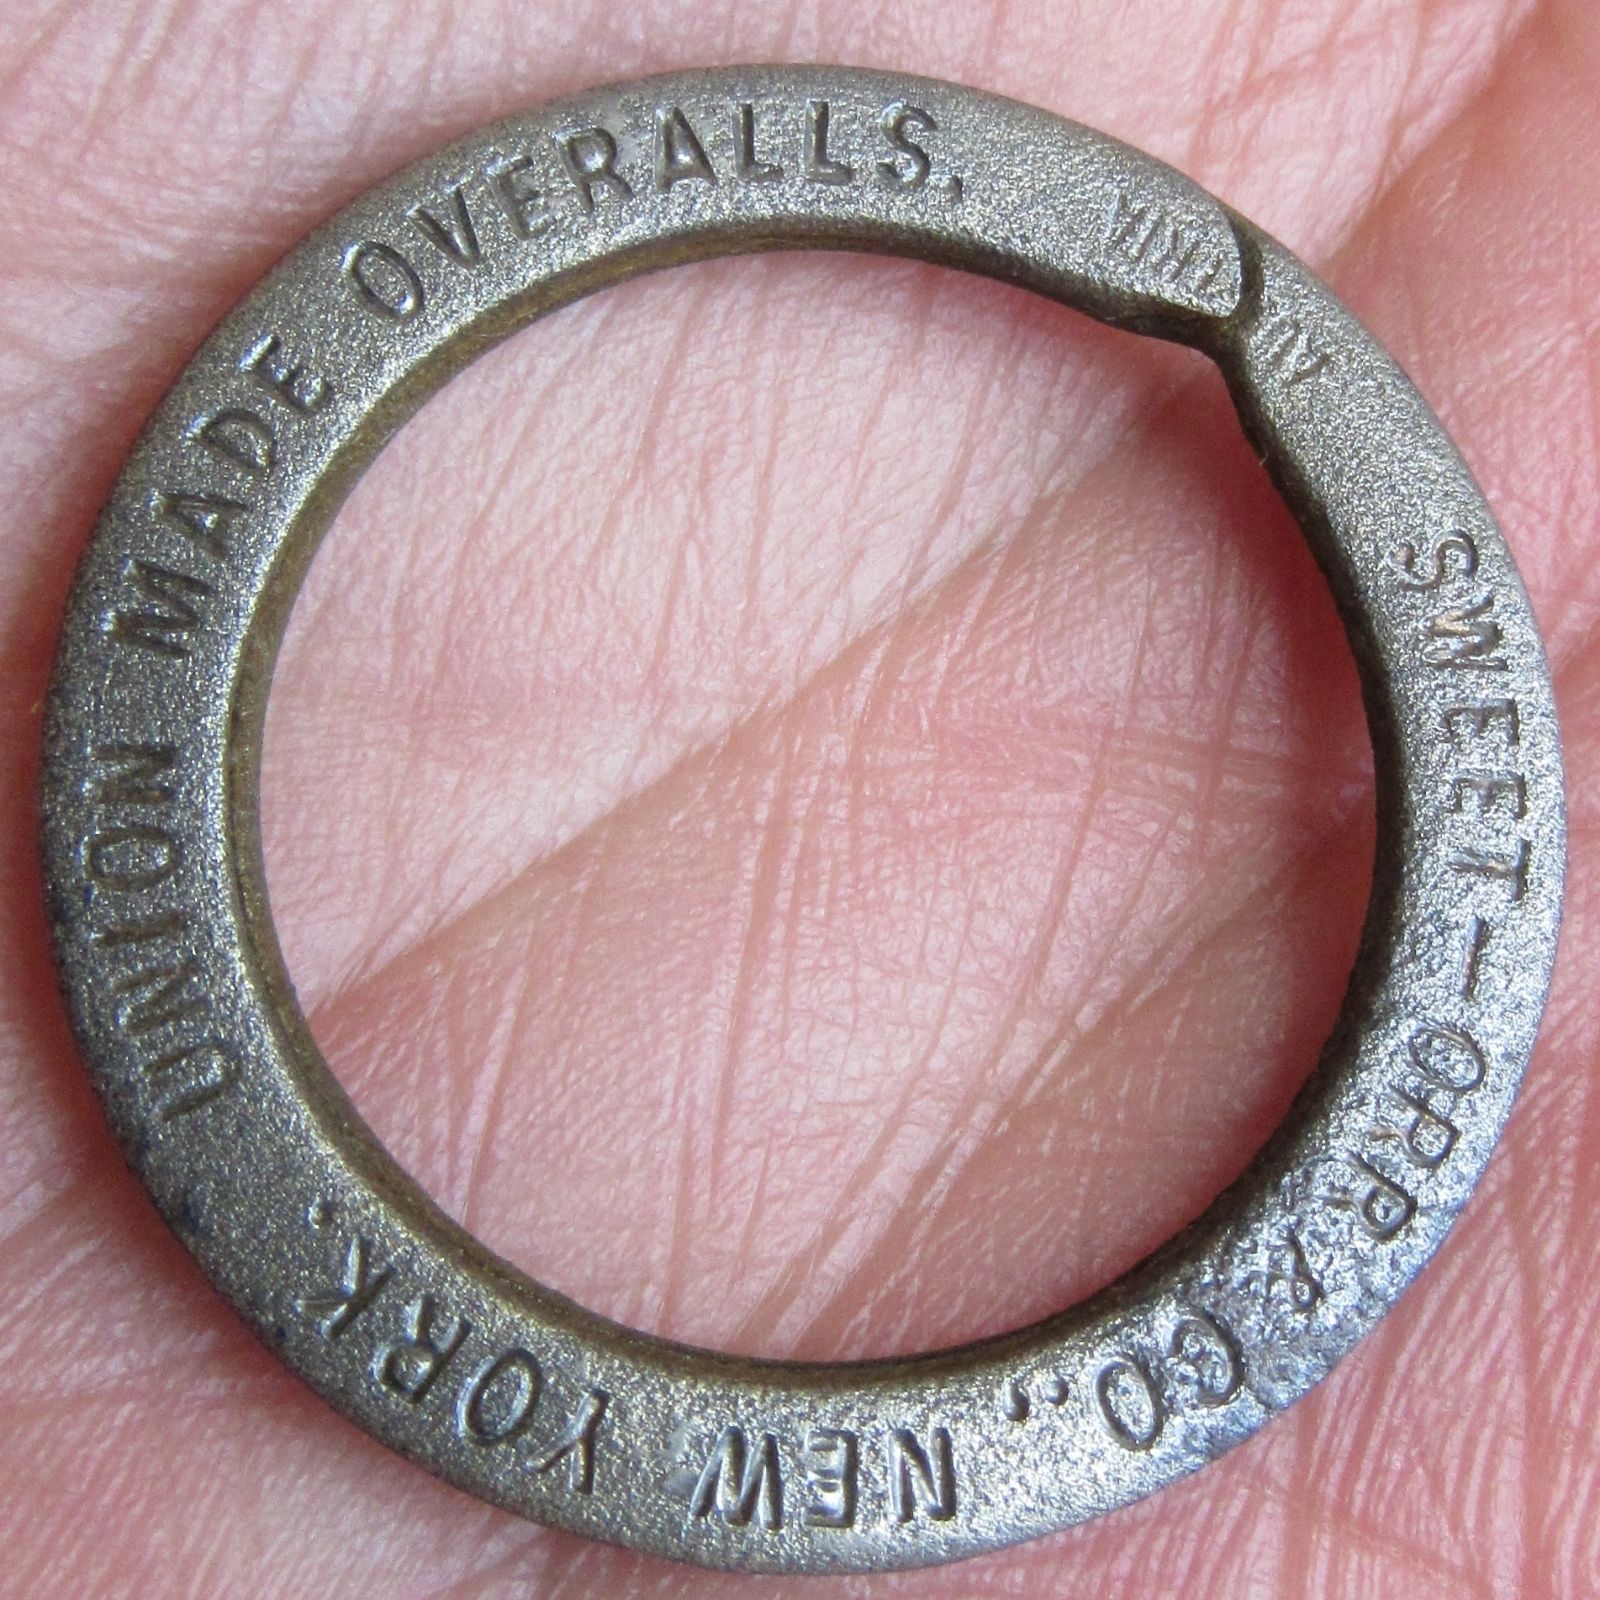 SWEET-ORR & CO., NEW YORK.
UNION MADE OVERALLS.